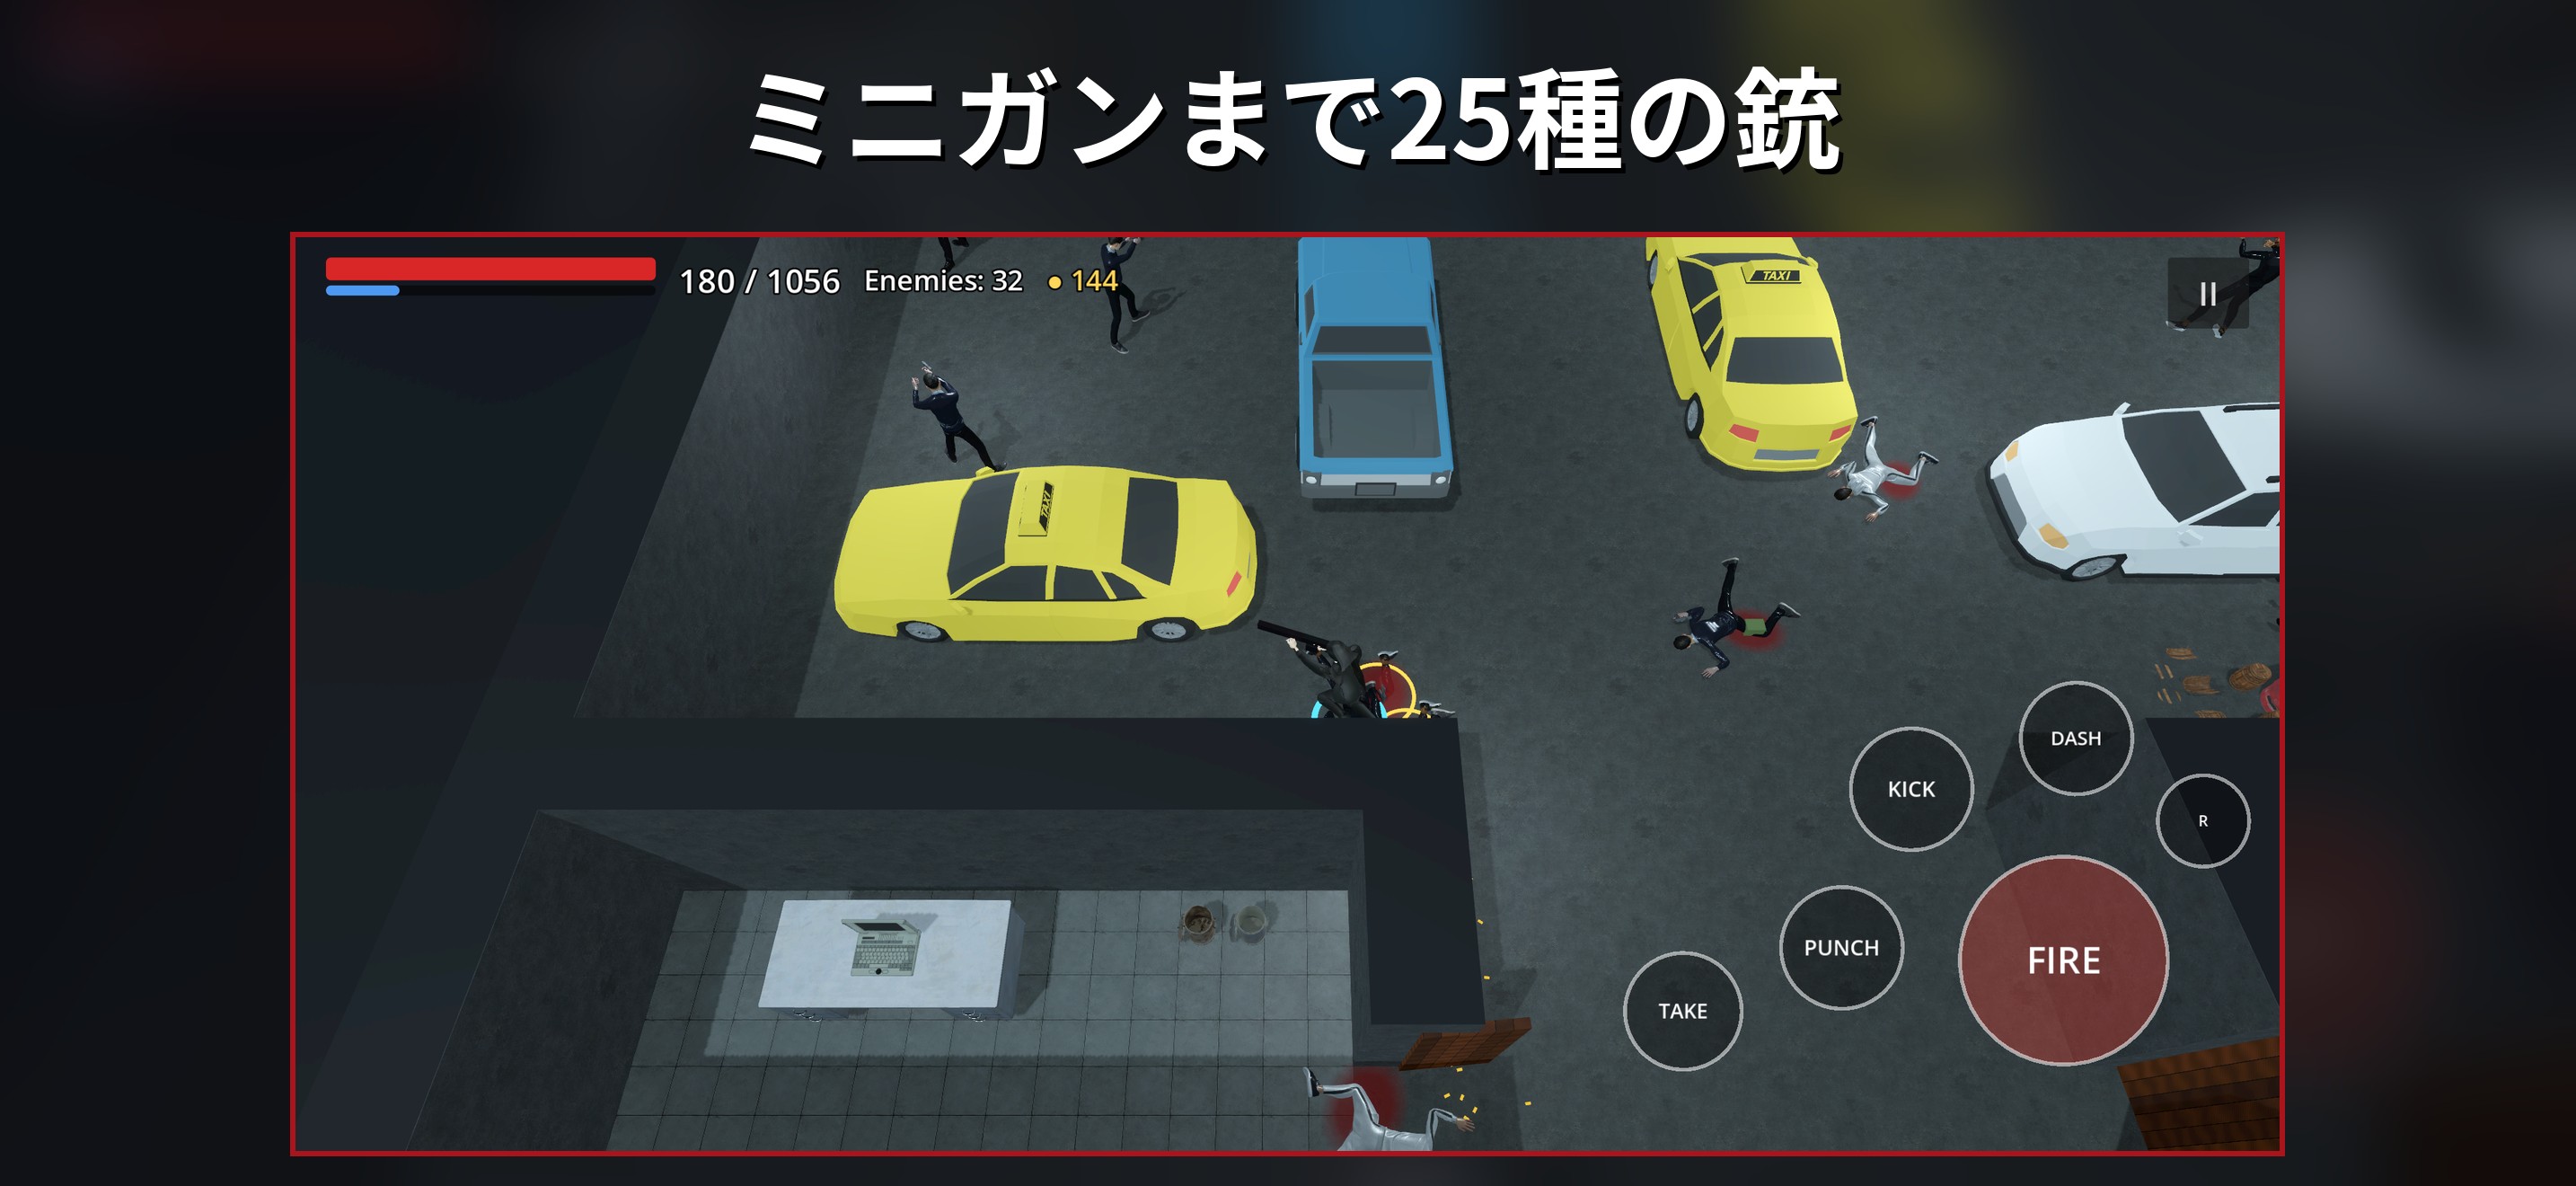 ミニガンまで25種の銃
180 / 1056 Enemies: 32 144
TAXI
TAXI
DASH
KICK
R
PUNCH
FIRE
TAKE